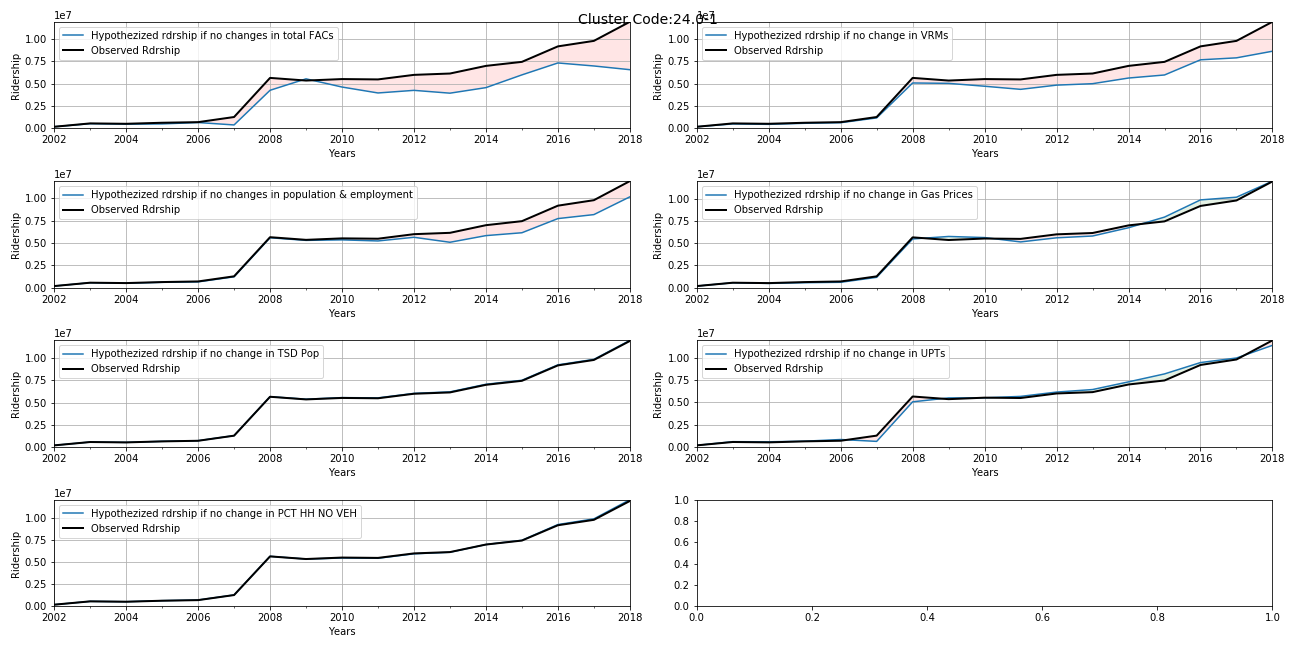 Cluster Code:24.0-1
1e7
Hypothezized rdrship if no changes in total FACs
Observed Rdrship
Ridership
1.00
0.75
0.50
0.25
0.00
2002 2004 2006 2008 2010 2012 2014 2016 2018
Years
1e7
Hypothezized rdrship if no change in VRMs
Observed Rdrship
Ridership
1.00
0.75
0.50
0.25
0.00
2002 2004 2006 2008 2010 2012 2014 2016 2018
Years
1e7
Hypothezized rdrship if no changes in population & employment
Observed Rdrship
Ridership
1.00
0.75
0.50
0.25
0.00
2002 2004 2006 2008 2010 2012 2014 2016 2018
Years
1e7
Hypothezized rdrship if no change in Gas Prices
Observed Rdrship
Ridership
1.00
0.75
0.50
0.25
0.00
2002 2004 2006 2008 2010 2012 2014 2016 2018
Years
1e7
Hypothezized rdrship if no change in TSD Pop
Observed Rdrship
Ridership
1.00
0.75
0.50
0.25
0.00
2002 2004 2006 2008 2010 2012 2014 2016 2018
Years
1e7
Hypothezized rdrship if no change in UPTs
Observed Rdrship
Ridership
1.00
0.75
0.50
0.25
0.00
2002 2004 2006 2008 2010 2012 2014 2016 2018
Years
1e7
Hypothezized rdrship if no change in PCT HH NO VEH
Observed Rdrship
Ridership
1.00
0.75
0.50
0.25
0.00
2002 2004 2006 2008 2010 2012 2014 2016 2018
Years
1.0
0.8
0.6
0.4
0.2
0.0
0.0 0.2 0.4 0.6 0.8 1.0